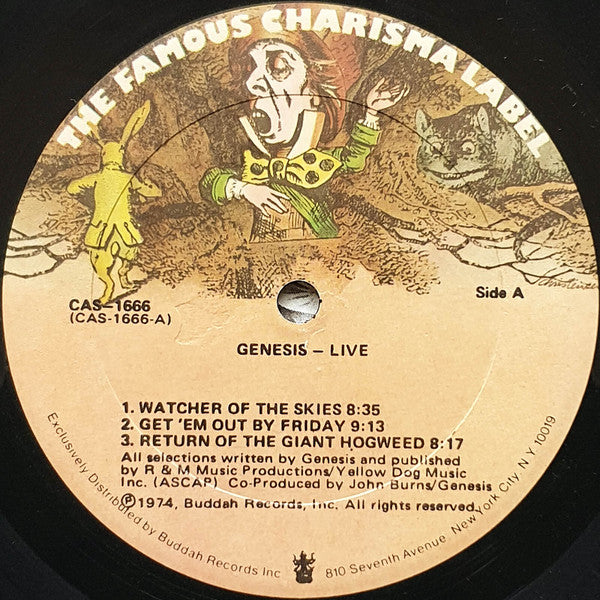 THE FAMOUS CHARISMA LABEL
CAS-1666
(CAS-1666-A)
Side A
GENESIS – LIVE
1. WATCHER OF THE SKIES 8:35
2. GET 'EM OUT BY FRIDAY 9:13
3. RETURN OF THE GIANT HOGWEED 8:17
All selections written by Genesis and published
by R & M Music Productions/Yellow Dog Music
Inc. (ASCAP) Co-Produced by John Burns/Genesis
℗1974, Buddah Records, Inc. All rights reserved.
Exclusively Distributed by Buddah Records Inc 810 Seventh Avenue, New York City, N.Y. 10019